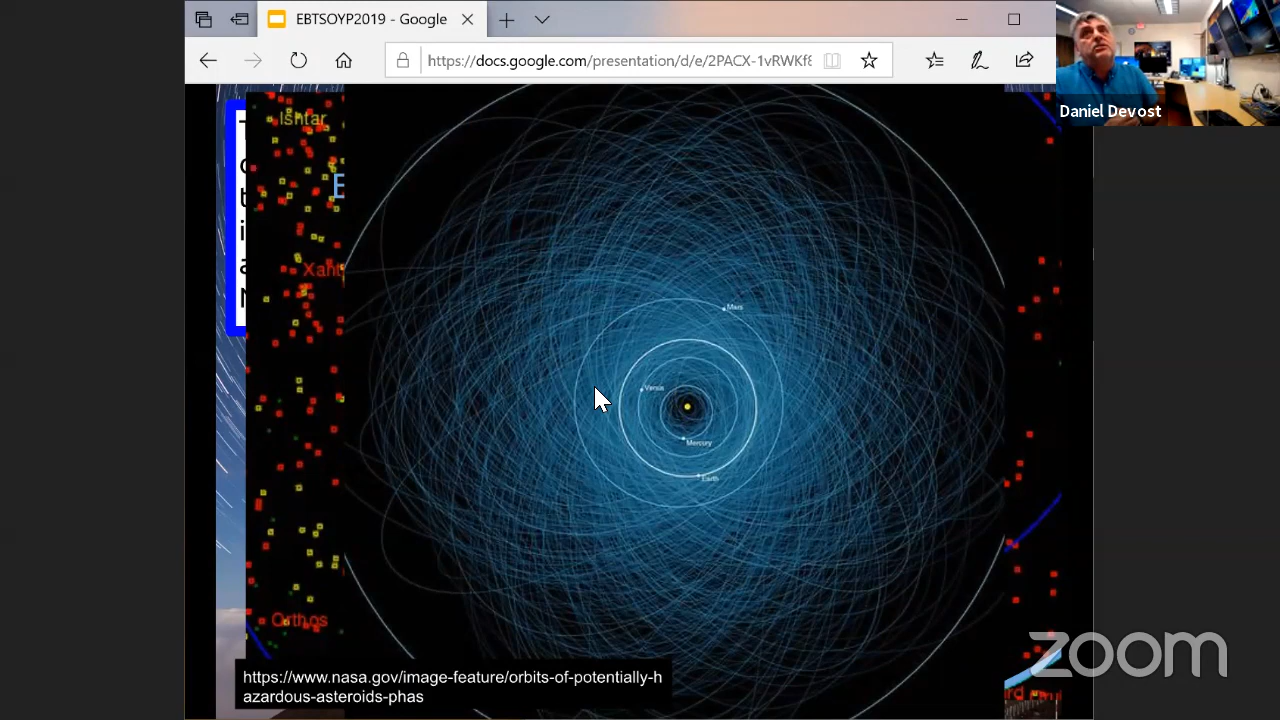 EBTSOYP2019 - Google
https://docs.google.com/presentation/d/e/2PACX-1vRWKf
Daniel Devost
Ishtar
E
Xant
Mars
Venus
Mercury
Earth
Orthos
https://www.nasa.gov/image-feature/orbits-of-potentially-h
azardous-asteroids-phas
zoom